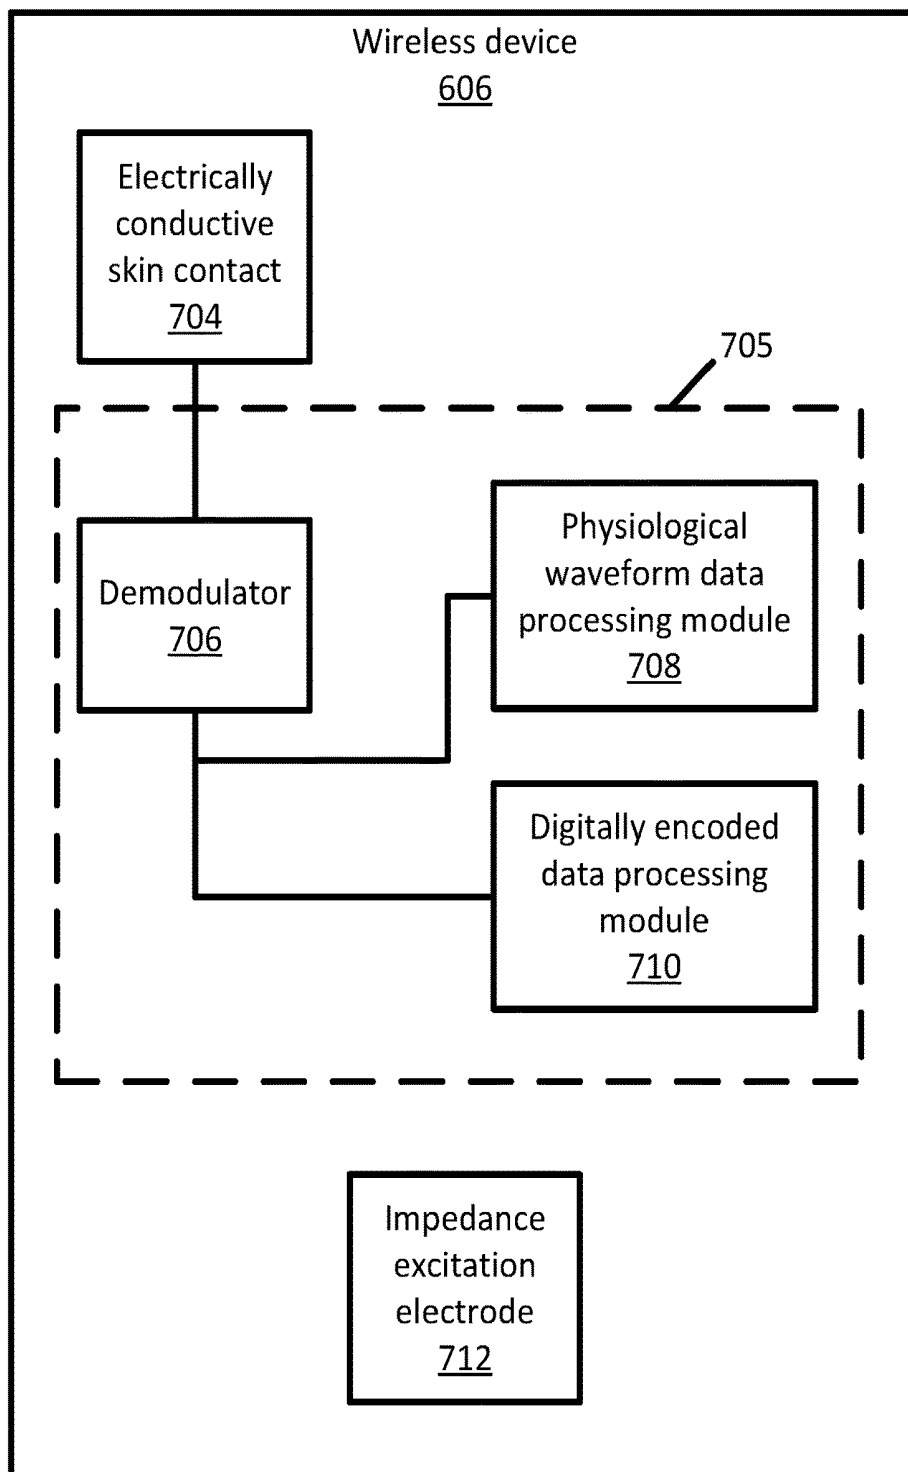 Wireless device
606
Electrically
conductive
skin contact
704
705
Demodulator
706
Physiological
waveform data
processing module
708
Digitally encoded
data processing
module
710
Impedance
excitation
electrode
712